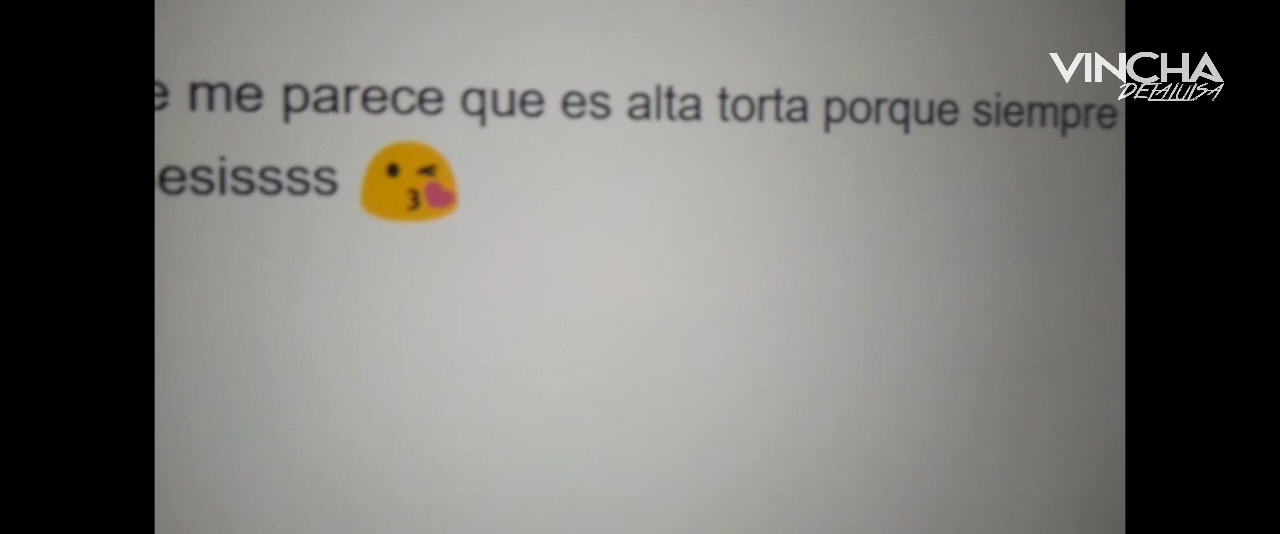 e me parece que es alta torta porque siempre
esissss
VINCHA
DELALUISA